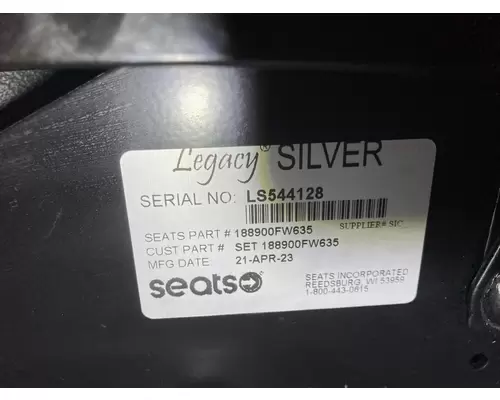 Legacy® SILVER
SERIAL NO: LS544128
SEATS PART # 188900FW635 SUPPLIER# SIC
CUST PART # SET 188900FW635
MFG DATE: 21-APR-23
seats
SEATS INCORPORATED
REEDSBURG, WI 53959
1-800-443-0615